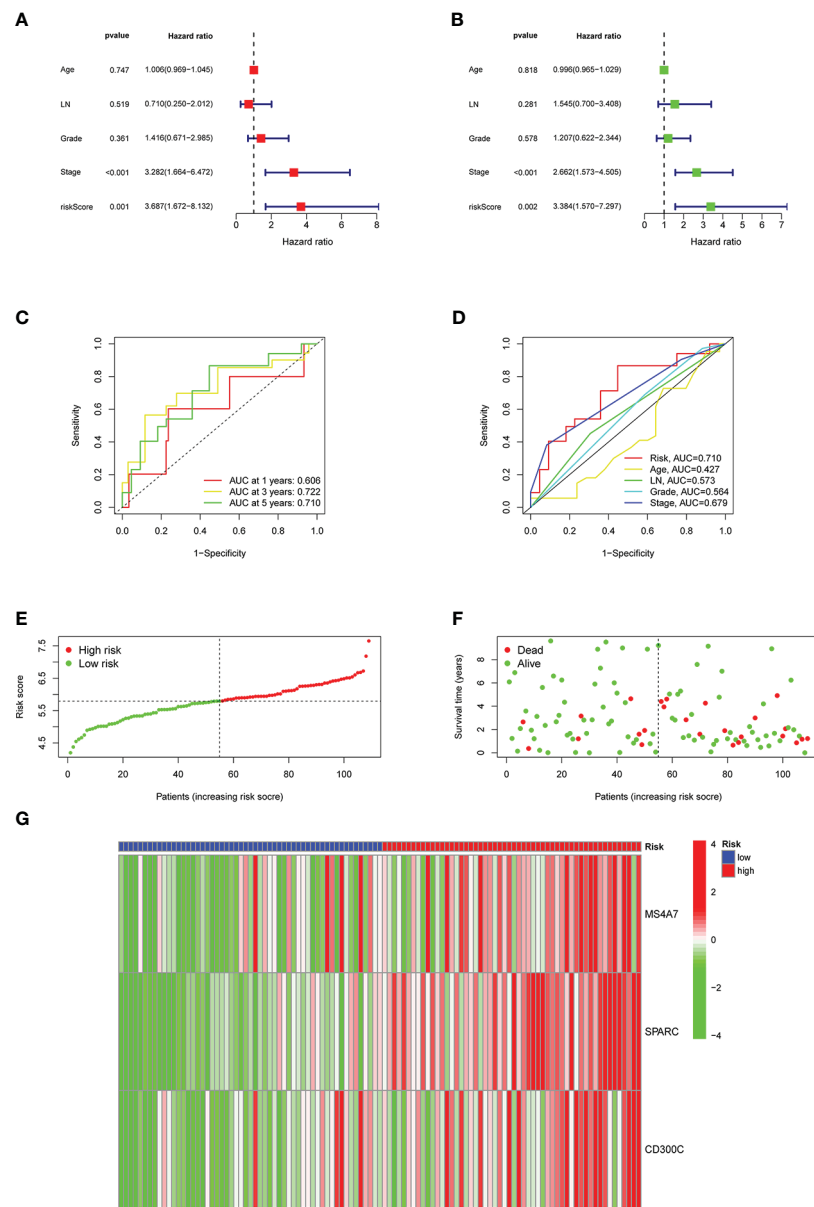 A
pvalue Hazard ratio
Age 0.747 1.006(0.969−1.045)
LN 0.519 0.710(0.250−2.012)
Grade 0.361 1.416(0.671−2.985)
Stage <0.001 3.282(1.664−6.472)
riskScore 0.001 3.687(1.672−8.132)
0 2 4 6 8
Hazard ratio
B
pvalue Hazard ratio
Age 0.818 0.996(0.965−1.029)
LN 0.281 1.545(0.700−3.408)
Grade 0.578 1.207(0.622−2.344)
Stage <0.001 2.662(1.573−4.505)
riskScore 0.002 3.384(1.570−7.297)
0 1 2 3 4 5 6 7
Hazard ratio
C
Sensitivity
1.0
0.8
0.6
0.4
0.2
0.0
AUC at 1 years: 0.606
AUC at 3 years: 0.722
AUC at 5 years: 0.710
0.0 0.2 0.4 0.6 0.8 1.0
1−Specificity
D
Sensitivity
1.0
0.8
0.6
0.4
0.2
0.0
Risk, AUC=0.710
Age, AUC=0.427
LN, AUC=0.573
Grade, AUC=0.564
Stage, AUC=0.679
0.0 0.2 0.4 0.6 0.8 1.0
1−Specificity
E
Risk score
7.5
6.5
5.5
4.5
High risk
Low risk
0 20 40 60 80 100
Patients (increasing risk socre)
F
Survival time (years)
8
6
4
2
0
Dead
Alive
0 20 40 60 80 100
Patients (increasing risk socre)
G
Risk
MS4A7
SPARC
CD300C
4
2
0
−2
−4
Risk
low
high